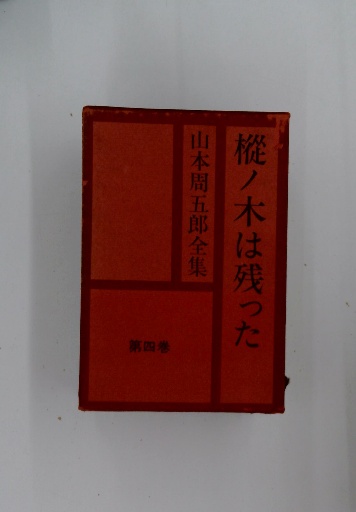 樅ノ木は残った
山本周五郎全集
第四巻